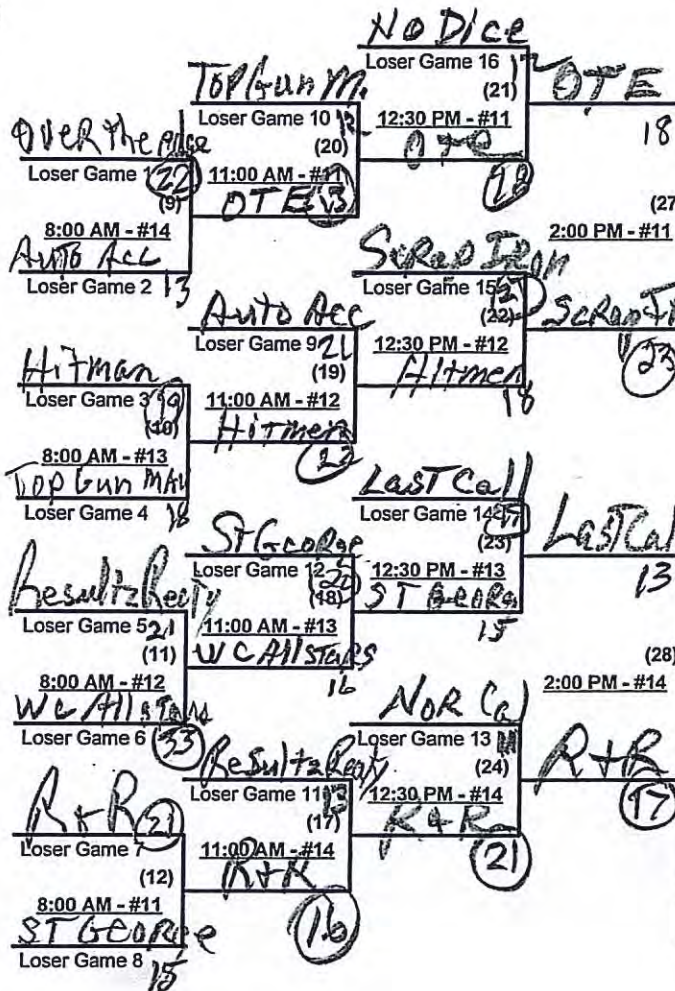 No Dice
Loser Game 16 12
(21)
OTE
18
Top Gun M.
Loser Game 10 12
(20)
12:30 PM - #11
OTE
18
Over the edge
Loser Game 1 22
(9)
11:00 AM - #11
OTE 13
8:00 AM - #14
Auto Acc
Loser Game 2 13
(27)
2:00 PM - #11
Scrap Iron
Loser Game 15
(22)
Scrap Ir
23
Auto Acc
Loser Game 9 21
(19)
12:30 PM - #12
Hitmen
18
Hitman
Loser Game 3 19
(10)
11:00 AM - #12
Hitmen
22
8:00 AM - #13
Top Gun MAV
Loser Game 4 18
Last Call
Loser Game 14
(23)
Last Cal
13
St George
Loser Game 12
(18)
12:30 PM - #13
ST George
15
Resultz Realty
Loser Game 5 21
(11)
11:00 AM - #13
WC Allstars
16
8:00 AM - #12
WC Allstars
Loser Game 6 33
(28)
2:00 PM - #14
Nor Cal
Loser Game 13
(24)
R+R
17
Resultz Realty
Loser Game 11
(17)
12:30 PM - #14
R+R
21
R+R 21
Loser Game 7
(12)
11:00 AM - #14
R+R
16
8:00 AM - #11
ST George
Loser Game 8 15